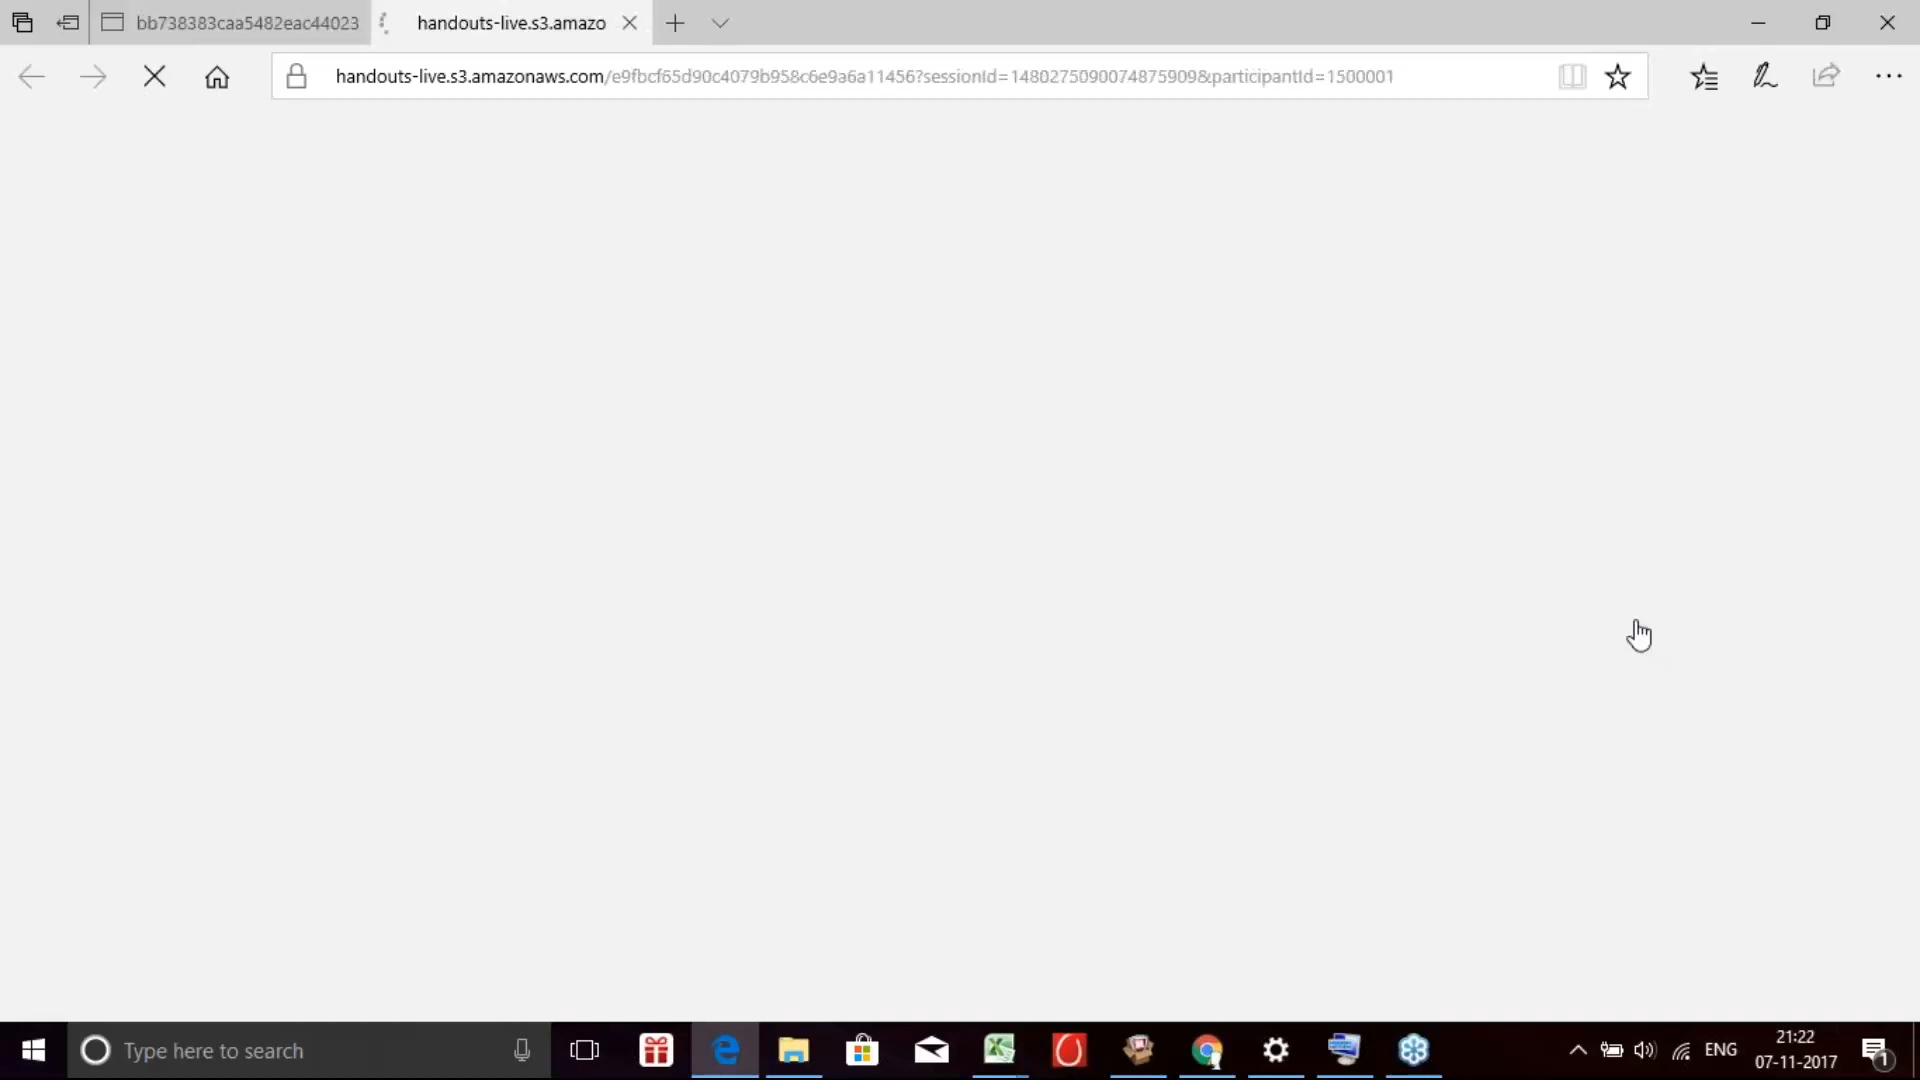 bb738383caa5482eac44023
handouts-live.s3.amazo
handouts-live.s3.amazonaws.com/e9fbcf65d90c4079b958c6e9a6a11456?sessionId=1480275090074875909&participantId=1500001
Type here to search
ENG
21:22
07-11-2017
1